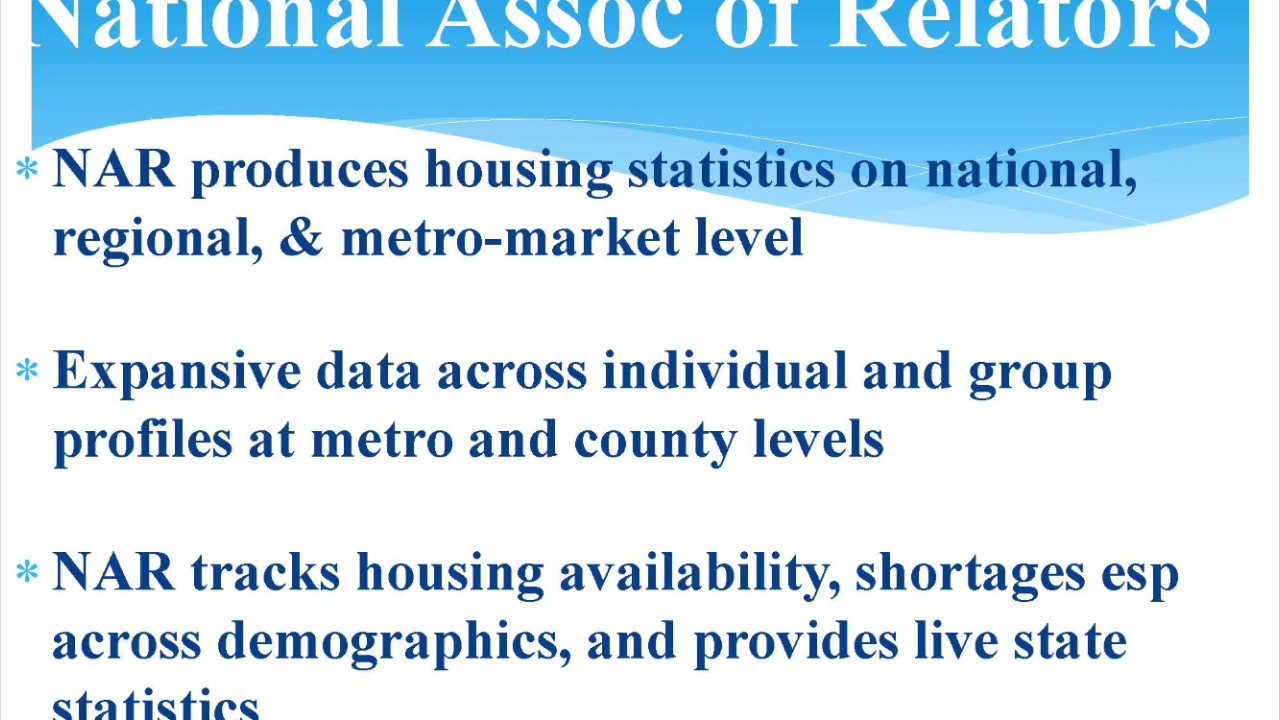 National Assoc of Relators
* NAR produces housing statistics on national,
regional, & metro-market level
* Expansive data across individual and group
profiles at metro and county levels
* NAR tracks housing availability, shortages esp
across demographics, and provides live state
statistics